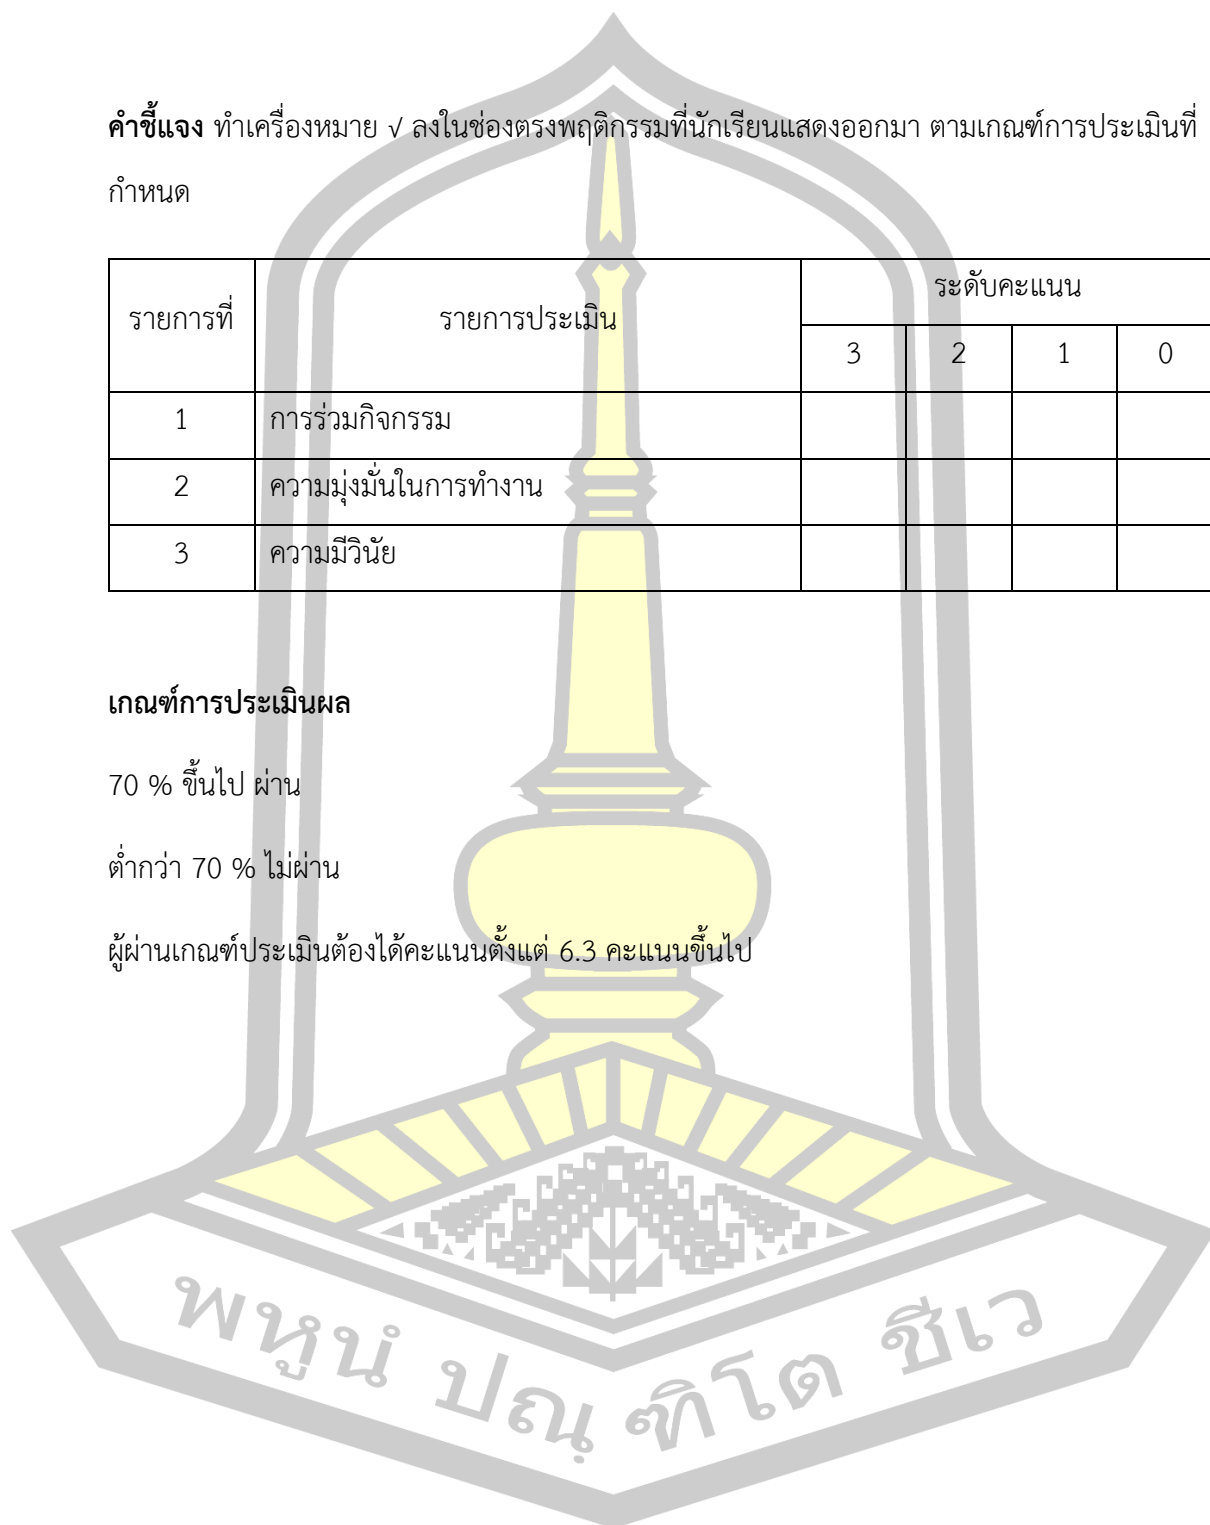 คำชี้แจง ทำเครื่องหมาย √ ลงในช่องตรงพฤติกรรมที่นักเรียนแสดงออกมา ตามเกณฑ์การประเมินที่
กำหนด
รายการที่ รายการประเมิน ระดับคะแนน
3 2 1 0
1 การร่วมกิจกรรม
2 ความมุ่งมั่นในการทำงาน
3 ความมีวินัย
เกณฑ์การประเมินผล
70 % ขึ้นไป ผ่าน
ต่ำกว่า 70 % ไม่ผ่าน
ผู้ผ่านเกณฑ์ประเมินต้องได้คะแนนตั้งแต่ 6.3 คะแนนขึ้นไป
พหูนํ ปณฺ ฑิโต ชีเว